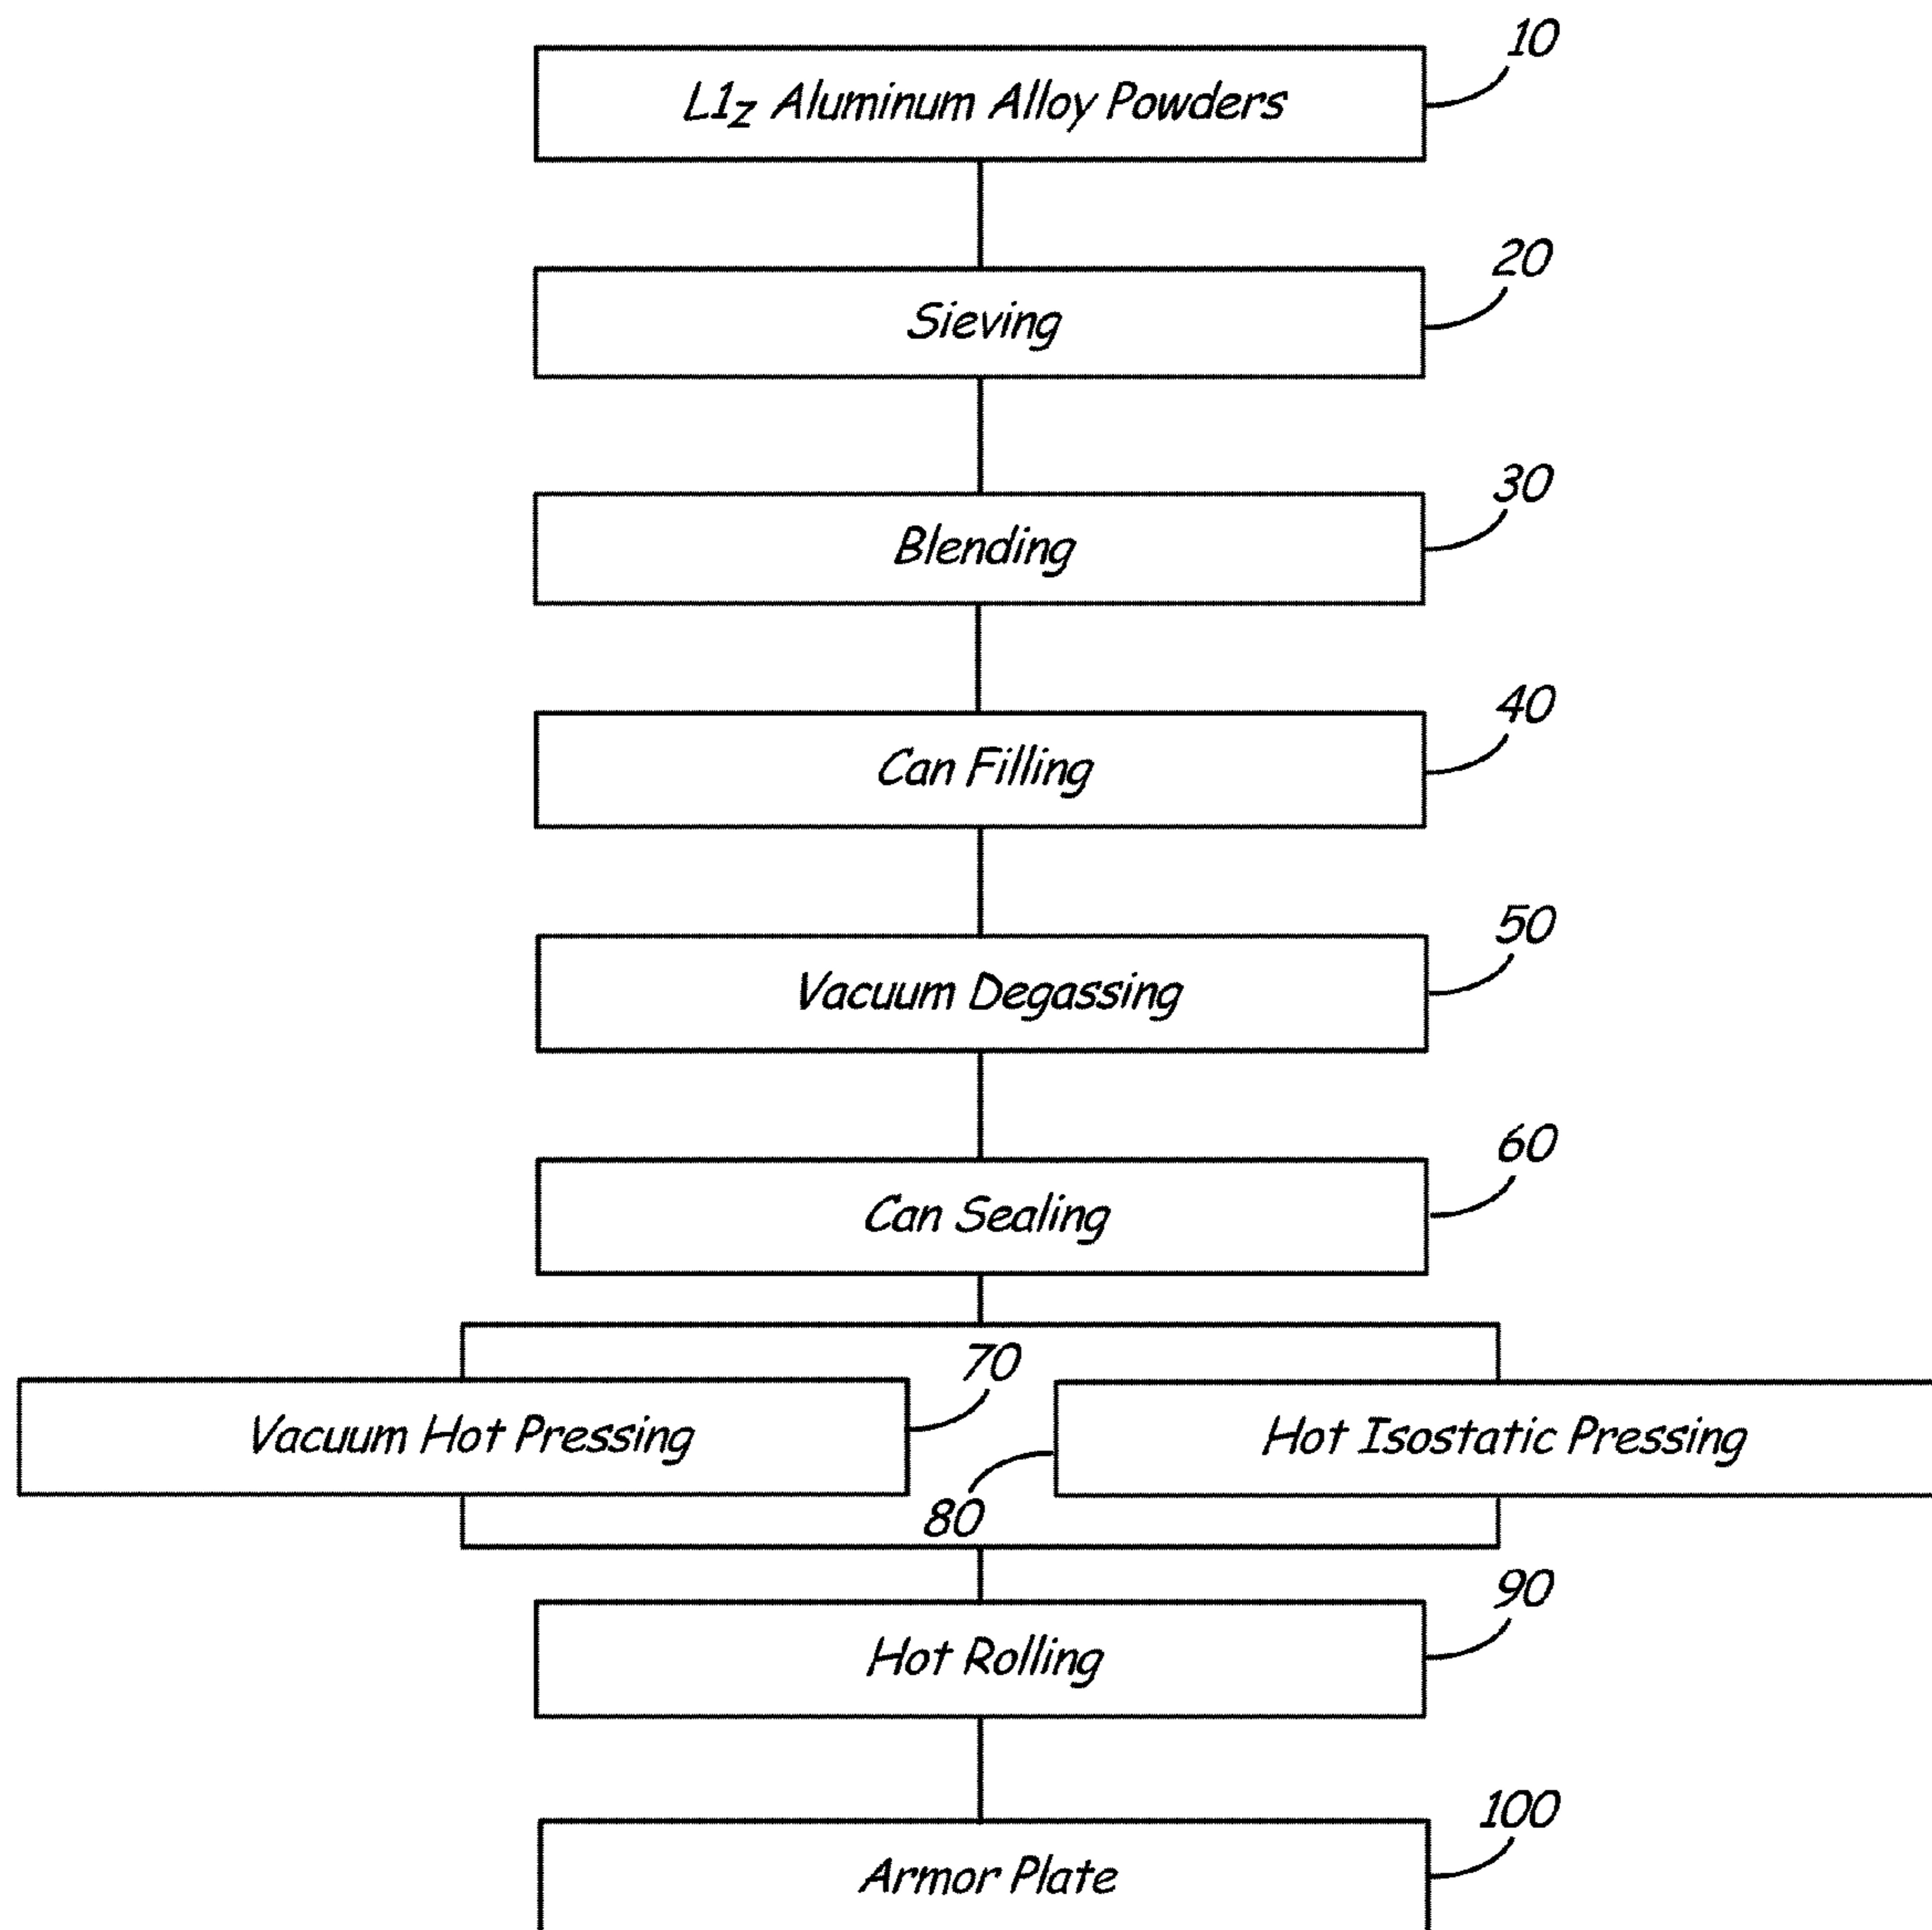 10
L1z Aluminum Alloy Powders
20
Sieving
30
Blending
40
Can Filling
50
Vacuum Degassing
60
Can Sealing
70
Vacuum Hot Pressing
Hot Isostatic Pressing
80
90
Hot Rolling
100
Armor Plate